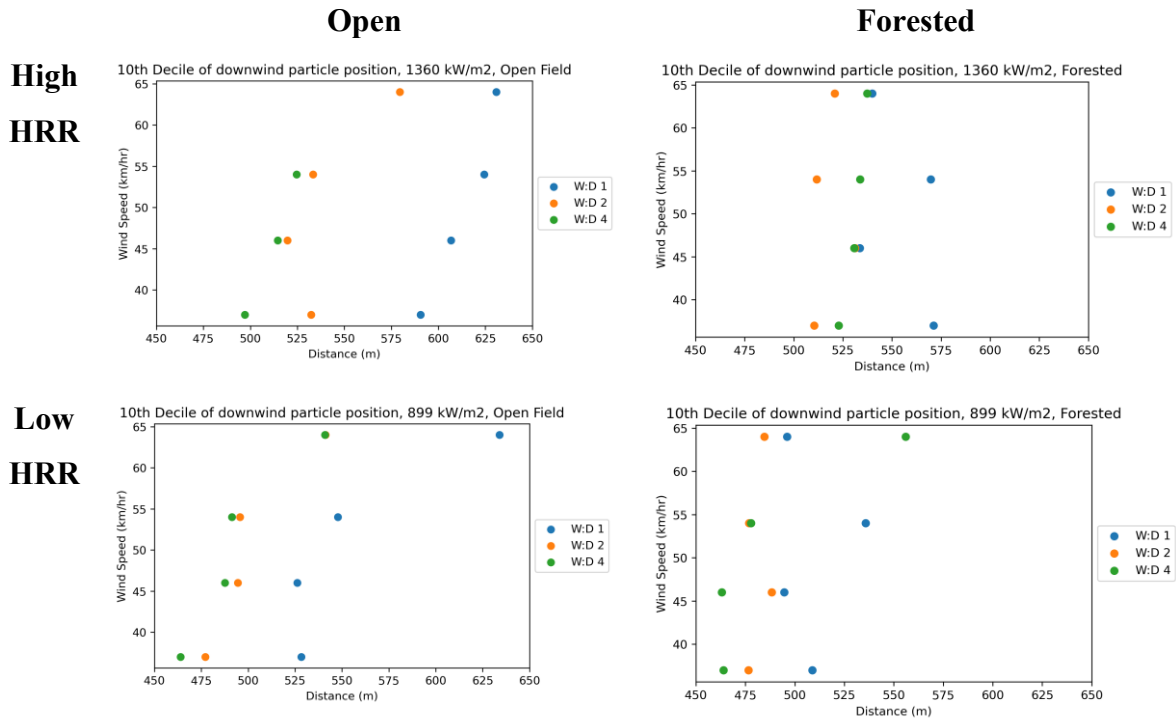 Open
Forested
High
HRR
10th Decile of downwind particle position, 1360 kW/m2, Open Field
65
60
55
50
45
40
Wind Speed (km/hr)
450 475 500 525 550 575 600 625 650
Distance (m)
W:D 1
W:D 2
W:D 4
10th Decile of downwind particle position, 1360 kW/m2, Forested
65
60
55
50
45
40
Wind Speed (km/hr)
450 475 500 525 550 575 600 625 650
Distance (m)
W:D 1
W:D 2
W:D 4
Low
HRR
10th Decile of downwind particle position, 899 kW/m2, Open Field
65
60
55
50
45
40
Wind Speed (km/hr)
450 475 500 525 550 575 600 625 650
Distance (m)
W:D 1
W:D 2
W:D 4
10th Decile of downwind particle position, 899 kW/m2, Forested
65
60
55
50
45
40
Wind Speed (km/hr)
450 475 500 525 550 575 600 625 650
Distance (m)
W:D 1
W:D 2
W:D 4